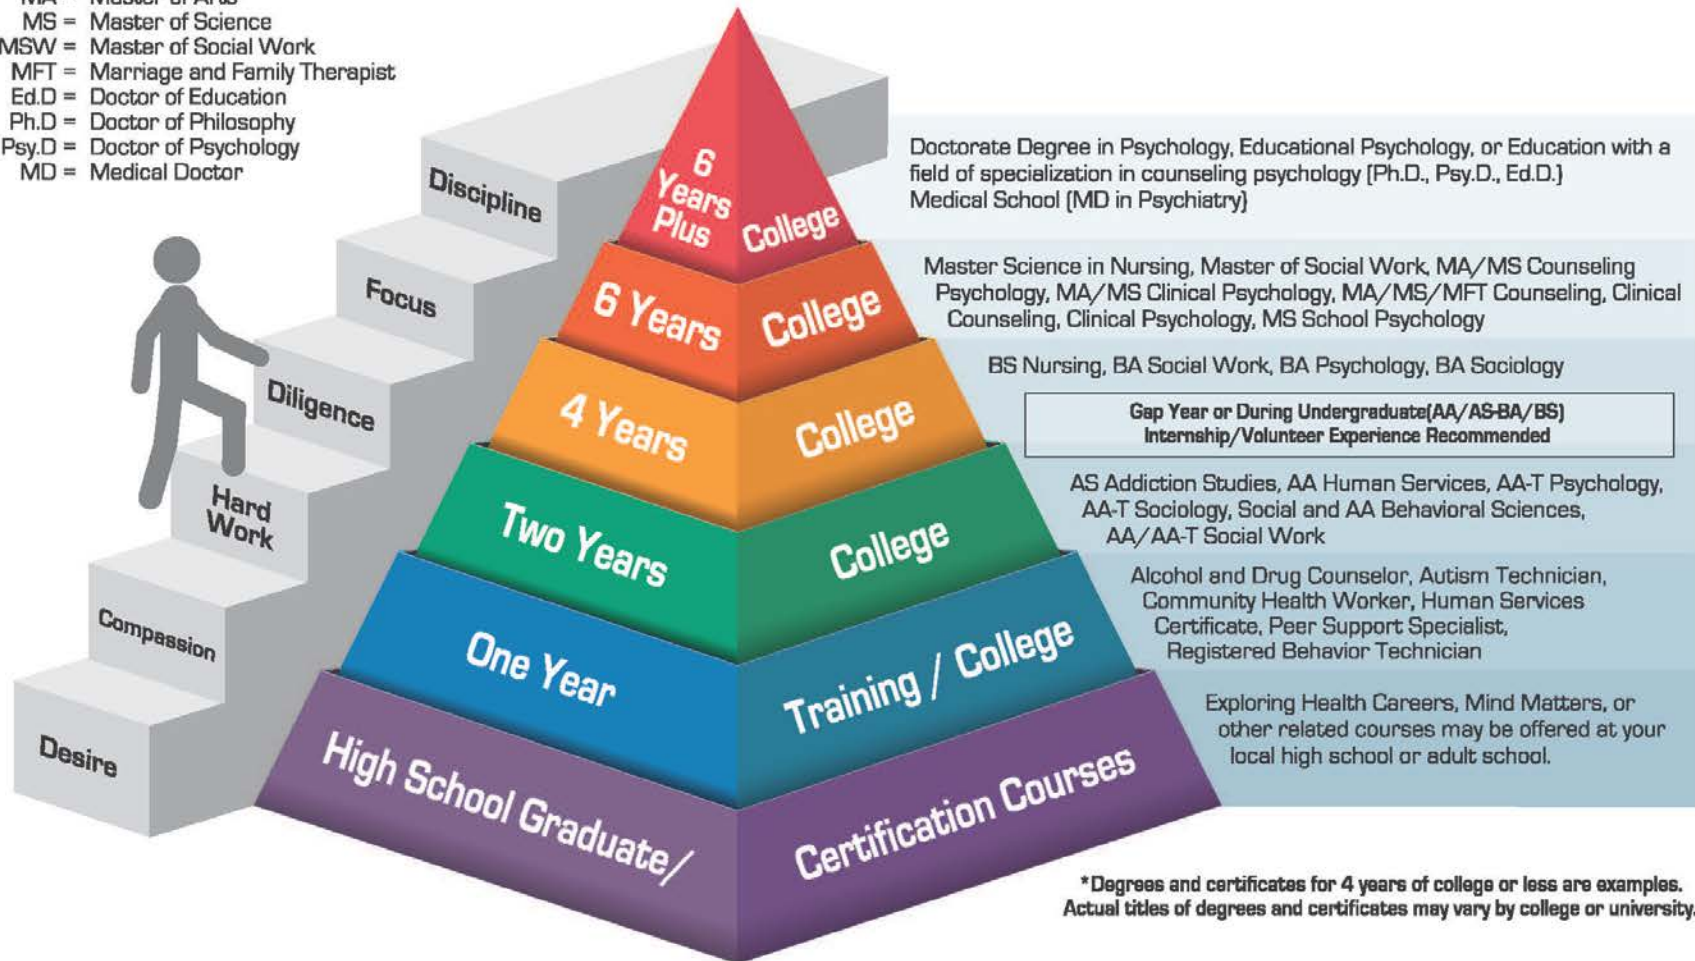 MA = Master of Arts
MS = Master of Science
MSW = Master of Social Work
MFT = Marriage and Family Therapist
Ed.D = Doctor of Education
Ph.D = Doctor of Philosophy
Psy.D = Doctor of Psychology
MD = Medical Doctor
Discipline
Focus
Diligence
Hard
Work
Compassion
Desire
6
Years
Plus
College
6 Years
College
4 Years
College
Two Years
College
One Year
Training / College
High School Graduate/
Certification Courses
Doctorate Degree in Psychology, Educational Psychology, or Education with a
field of specialization in counseling psychology (Ph.D., Psy.D., Ed.D.)
Medical School (MD in Psychiatry)
Master Science in Nursing, Master of Social Work, MA/MS Counseling
Psychology, MA/MS Clinical Psychology, MA/MS/MFT Counseling, Clinical
Counseling, Clinical Psychology, MS School Psychology
BS Nursing, BA Social Work, BA Psychology, BA Sociology
Gap Year or During Undergraduate(AA/AS-BA/BS)
Internship/Volunteer Experience Recommended
AS Addiction Studies, AA Human Services, AA-T Psychology,
AA-T Sociology, Social and AA Behavioral Sciences,
AA/AA-T Social Work
Alcohol and Drug Counselor, Autism Technician,
Community Health Worker, Human Services
Certificate, Peer Support Specialist,
Registered Behavior Technician
Exploring Health Careers, Mind Matters, or
other related courses may be offered at your
local high school or adult school.
*Degrees and certificates for 4 years of college or less are examples.
Actual titles of degrees and certificates may vary by college or university.